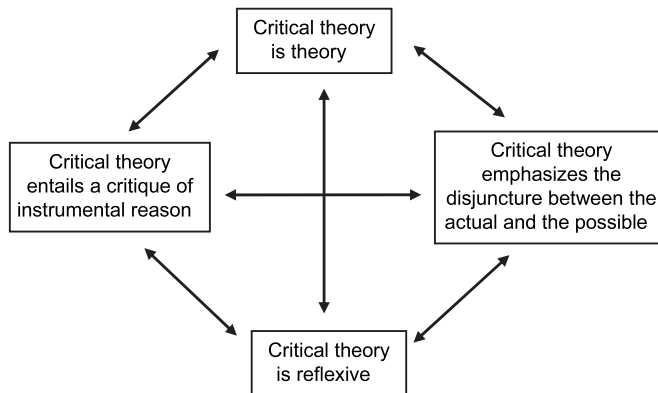 Critical theory
is theory
Critical theory
entails a critique of
instrumental reason
Critical theory
emphasizes the
disjuncture between the
actual and the possible
Critical theory
is reflexive